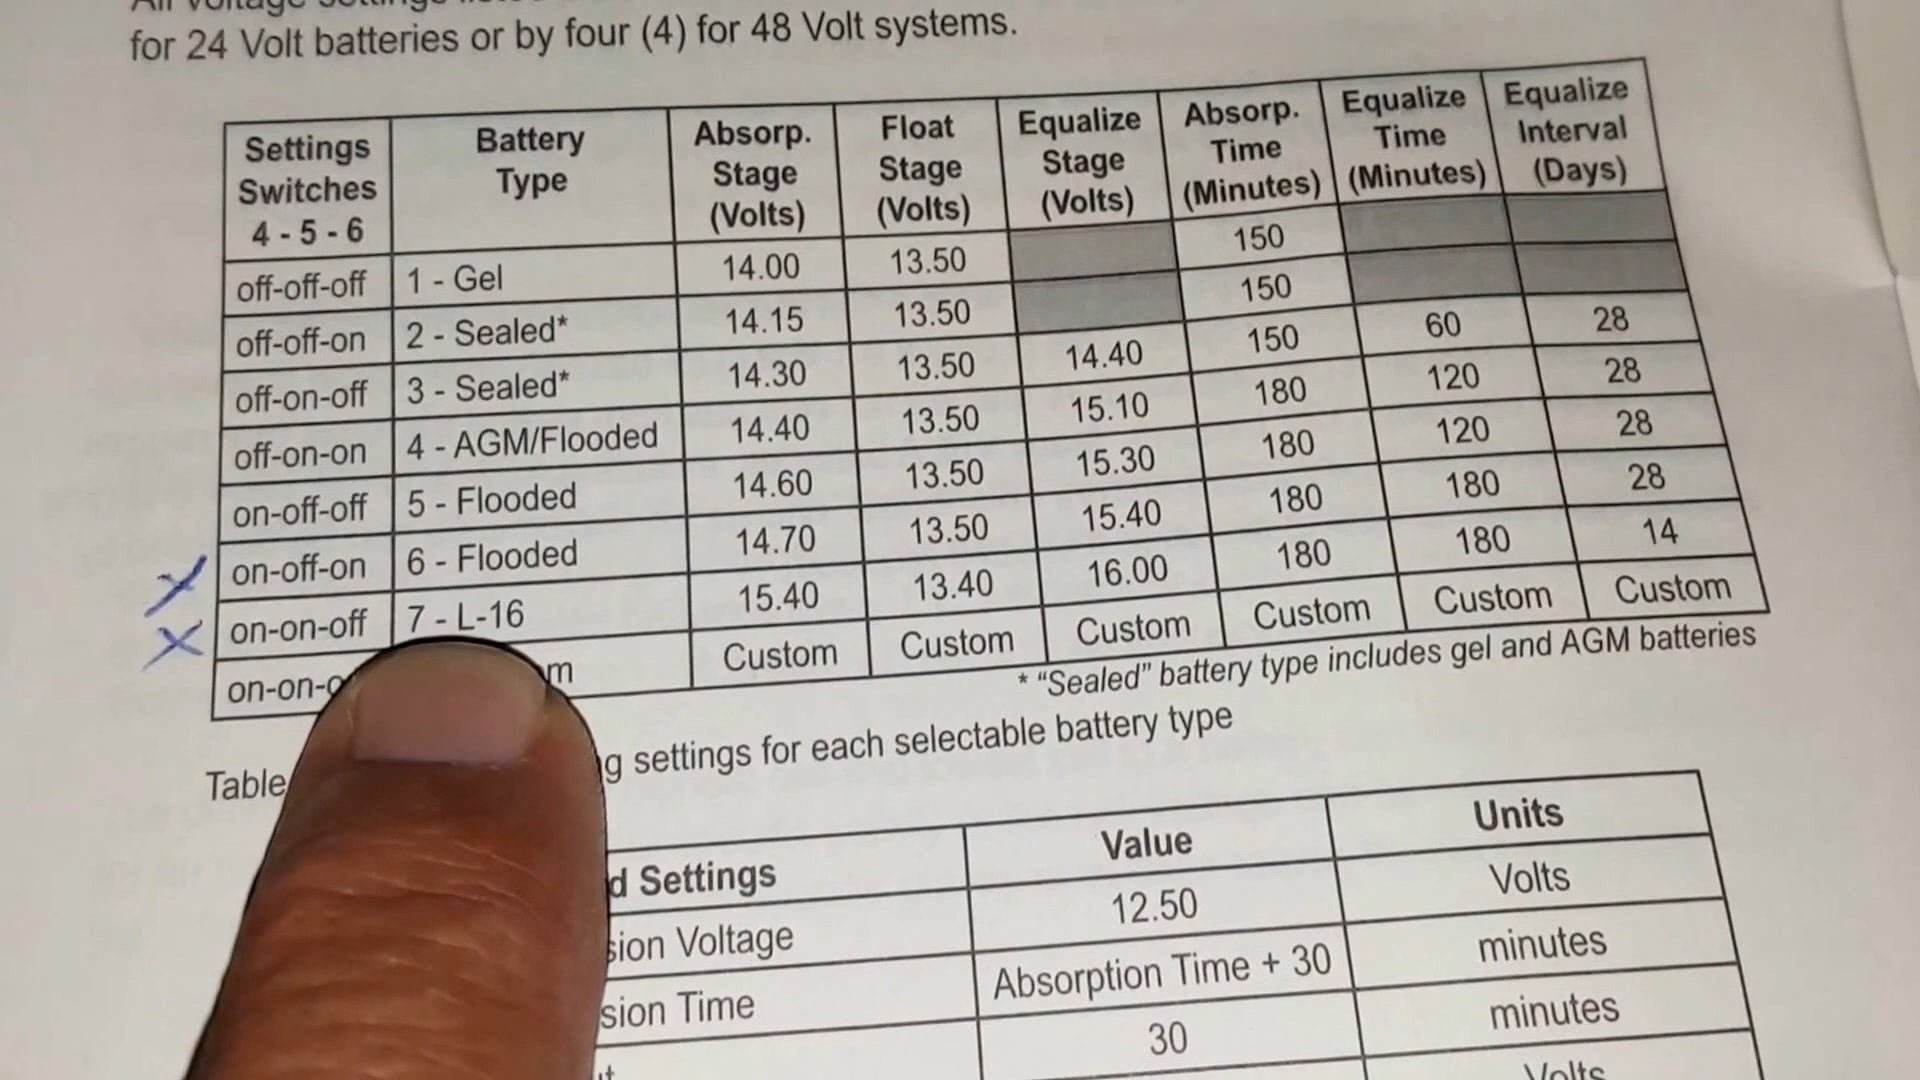 for 24 Volt batteries or by four (4) for 48 Volt systems.
Settings Switches 4 - 5 - 6 Battery Type Absorp. Stage (Volts) Float Stage (Volts) Equalize Stage (Volts) Absorp. Time (Minutes) Equalize Time (Minutes) Equalize Interval (Days)
off-off-off 1 - Gel 14.00 13.50 150
off-off-on 2 - Sealed* 14.15 13.50 150
off-on-off 3 - Sealed* 14.30 13.50 14.40 150 60 28
off-on-on 4 - AGM/Flooded 14.40 13.50 15.10 180 120 28
on-off-off 5 - Flooded 14.60 13.50 15.30 180 120 28
on-off-on 6 - Flooded 14.70 13.50 15.40 180 180 28
on-on-off 7 - L-16 15.40 13.40 16.00 180 180 14
on-on- Custom Custom Custom Custom Custom Custom
* “Sealed” battery type includes gel and AGM batteries
Table settings for each selectable battery type
Settings Value Units
Voltage 12.50 Volts
Time Absorption Time + 30 minutes
30 minutes
Volts